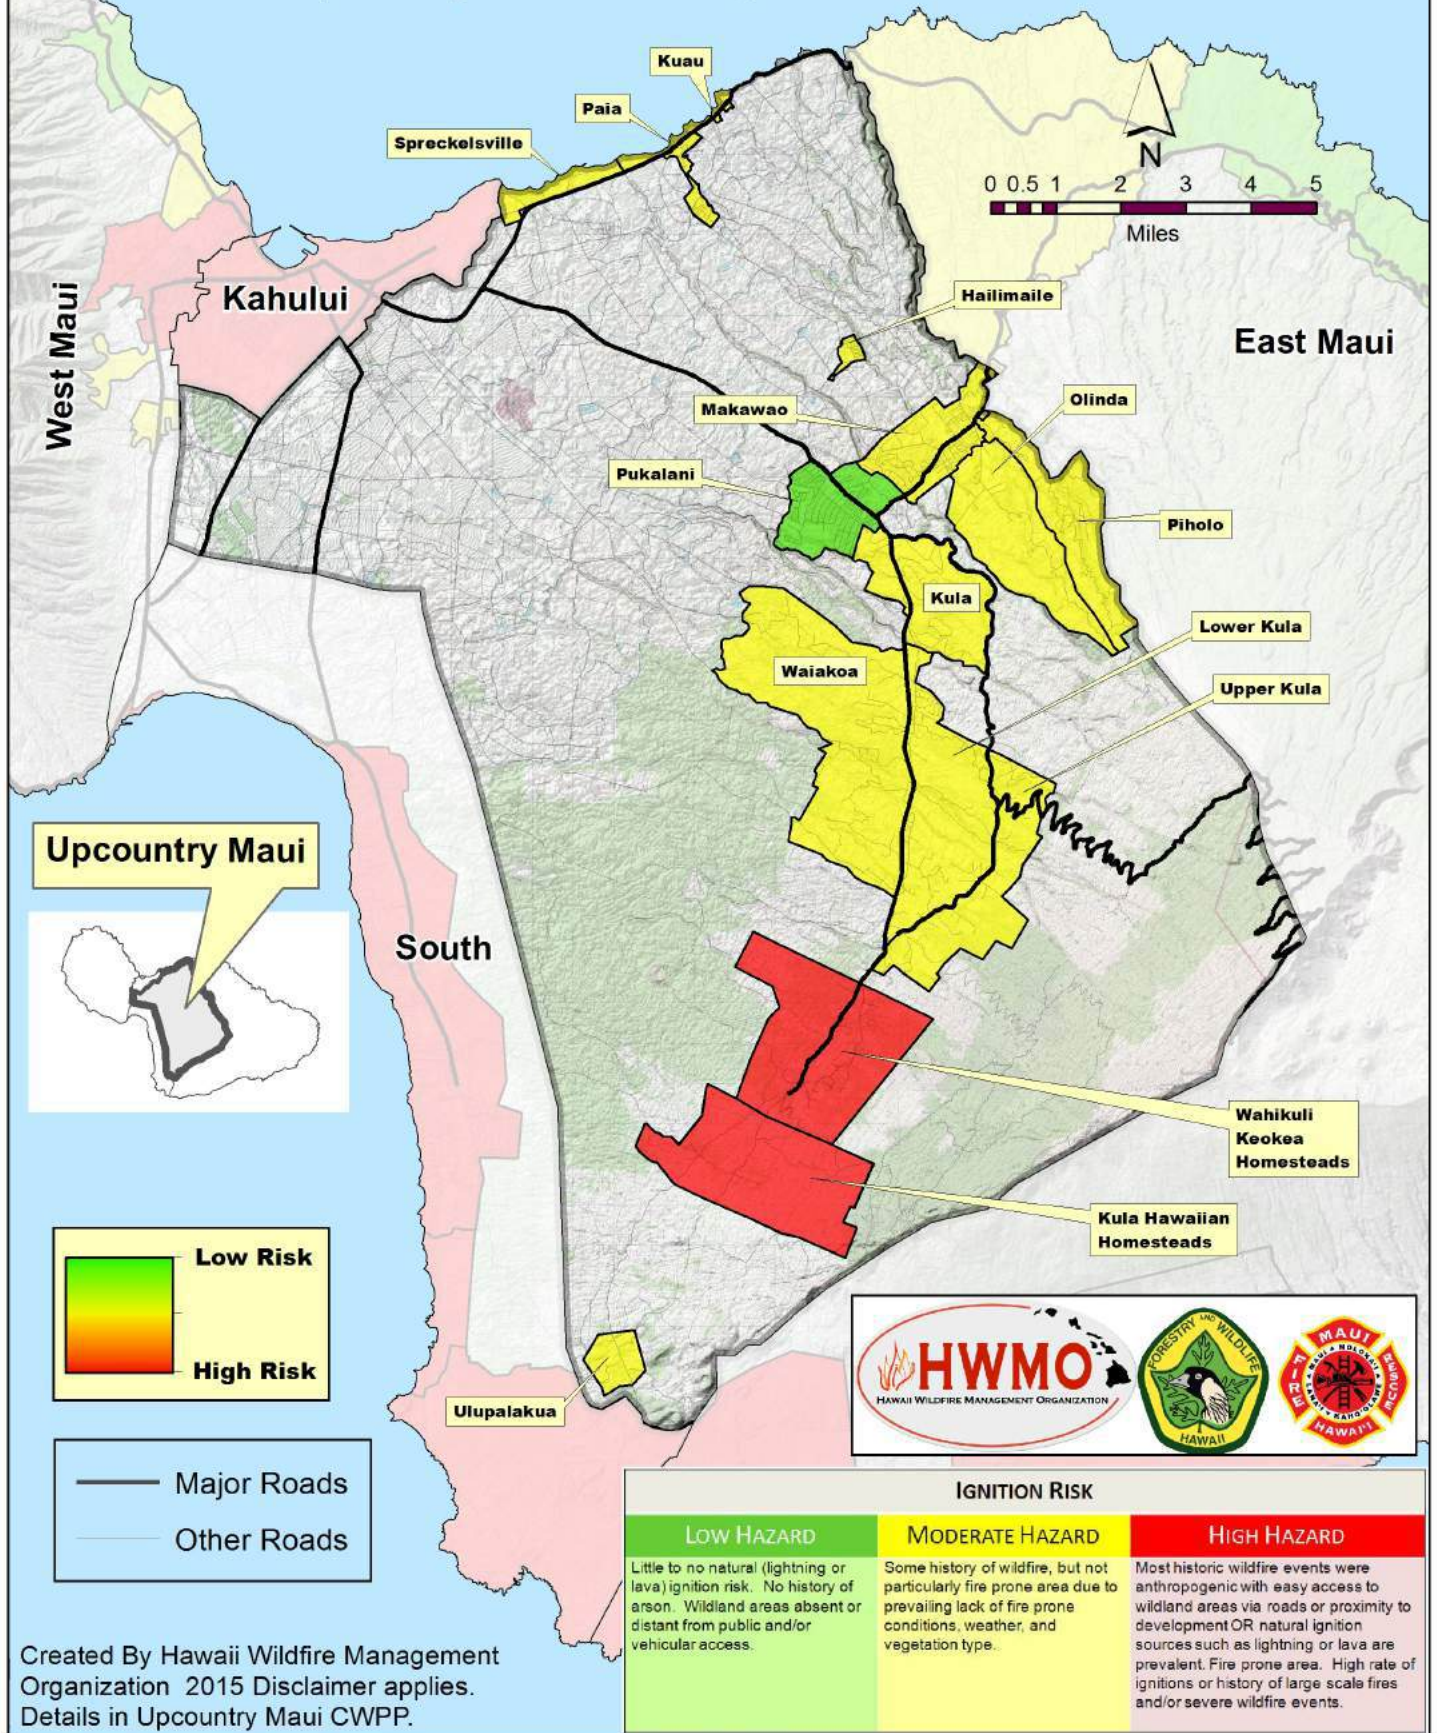 Kuau
Paia
Spreckelsville
N
0 0.5 1 2 3 4 5
Miles
Hailimaile
West Maui
Kahului
East Maui
Makawao
Olinda
Pukalani
Piholo
Kula
Lower Kula
Waiakoa
Upper Kula
Upcountry Maui
South
Wahikuli
Keokea
Homesteads
Kula Hawaiian
Homesteads
Low Risk
High Risk
HWMO
HAWAII WILDFIRE MANAGEMENT ORGANIZATION
FORESTRY AND WILDLIFE
HAWAII
MAUI
FIRE
RESCUE
HAWAI'I
Ulupalakua
Major Roads
Other Roads
IGNITION RISK
LOW HAZARD
Little to no natural (lightning or
lava) ignition risk. No history of
arson. Wildland areas absent or
distant from public and/or
vehicular access.
MODERATE HAZARD
Some history of wildfire, but not
particularly fire prone area due to
prevailing lack of fire prone
conditions, weather, and
vegetation type.
HIGH HAZARD
Most historic wildfire events were
anthropogenic with easy access to
wildland areas via roads or proximity to
development OR natural ignition
sources such as lightning or lava are
prevalent. Fire prone area. High rate of
ignitions or history of large scale fires
and/or severe wildfire events.
Created By Hawaii Wildfire Management
Organization 2015 Disclaimer applies.
Details in Upcountry Maui CWPP.